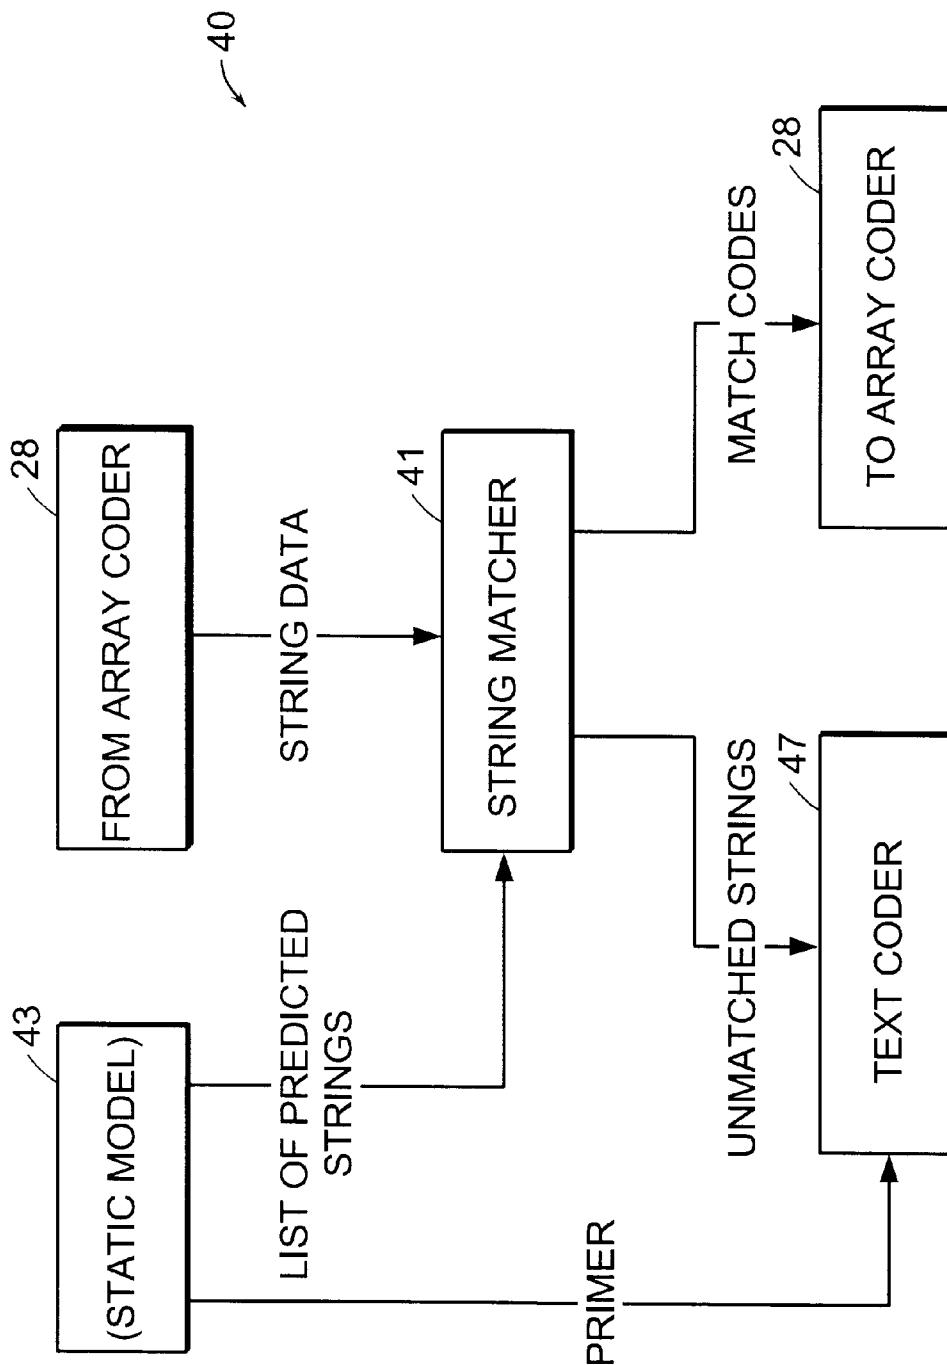 40
43
(STATIC MODEL)
28
FROM ARRAY CODER
LIST OF PREDICTED
STRINGS
STRING DATA
41
STRING MATCHER
PRIMER
UNMATCHED STRINGS
MATCH CODES
47
TEXT CODER
28
TO ARRAY CODER